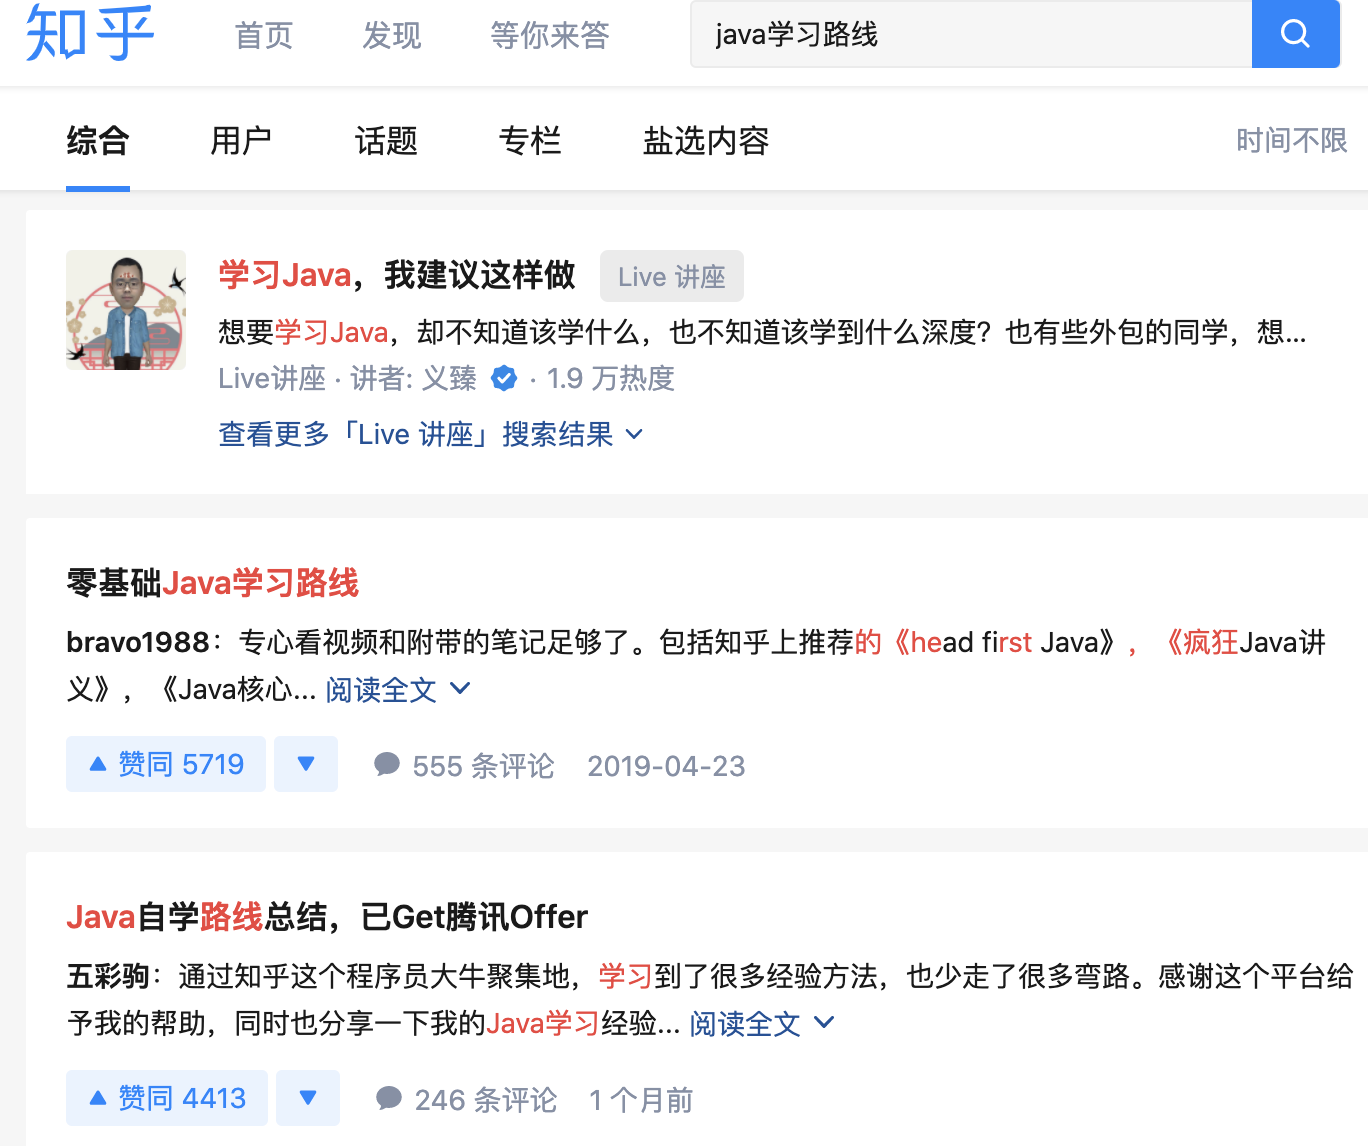 知乎 首页 发现 等你来答 java学习路线
综合 用户 话题 专栏 盐选内容 时间不限
学习Java，我建议这样做 Live 讲座
想要学习Java，却不知道该学什么，也不知道该学到什么深度？也有些外包的同学，想...
Live讲座 · 讲者: 义臻 · 1.9 万热度
查看更多「Live 讲座」搜索结果
零基础Java学习路线
bravo1988：专心看视频和附带的笔记足够了。包括知乎上推荐的《head first Java》，《疯狂Java讲
义》，《Java核心... 阅读全文
赞同 5719 555 条评论 2019-04-23
Java自学路线总结，已Get腾讯Offer
五彩驹：通过知乎这个程序员大牛聚集地，学习到了很多经验方法，也少走了很多弯路。感谢这个平台给
予我的帮助，同时也分享一下我的Java学习经验... 阅读全文
赞同 4413 246 条评论 1 个月前